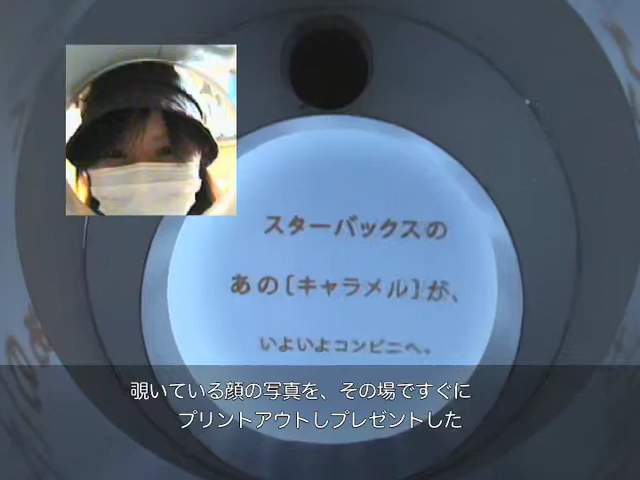 スターバックスの
あの[キャラメル]が、
いよいよコンビニへ。
覗いている顔の写真を、その場ですぐに
プリントアウトしプレゼントした